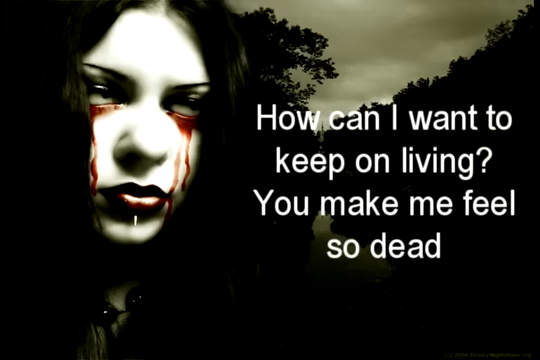 How can I want to
keep on living?
You make me feel
so dead